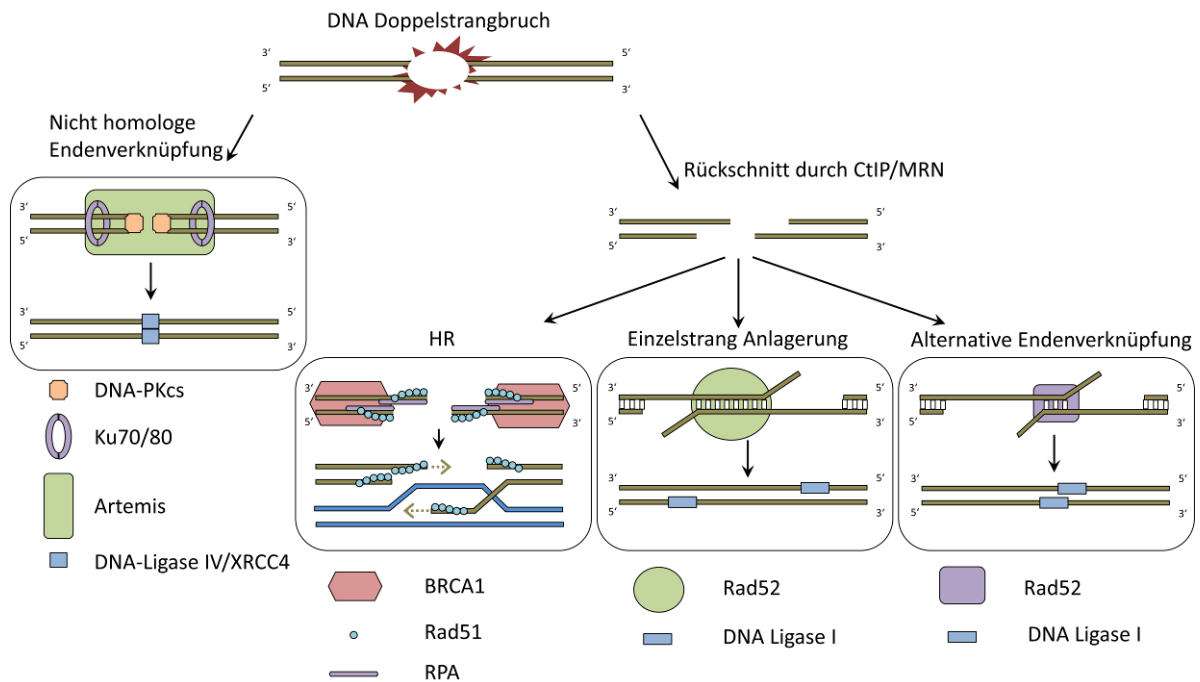 DNA Doppelstrangbruch
3′ 5′
5′ 3′
Nicht homologe
Endenverknüpfung
Rückschnitt durch CtIP/MRN
3′ 5′
5′ 3′
3′ 5′
5′ 3′
3′ 5′
5′ 3′
HR
Einzelstrang Anlagerung
Alternative Endenverknüpfung
3′ 5′
5′ 3′
3′ 5′
5′ 3′
3′ 5′
5′ 3′
3′ 5′
5′ 3′
3′ 5′
5′ 3′
DNA-PKcs
Ku70/80
Artemis
DNA-Ligase IV/XRCC4
BRCA1
Rad51
RPA
Rad52
DNA Ligase I
Rad52
DNA Ligase I